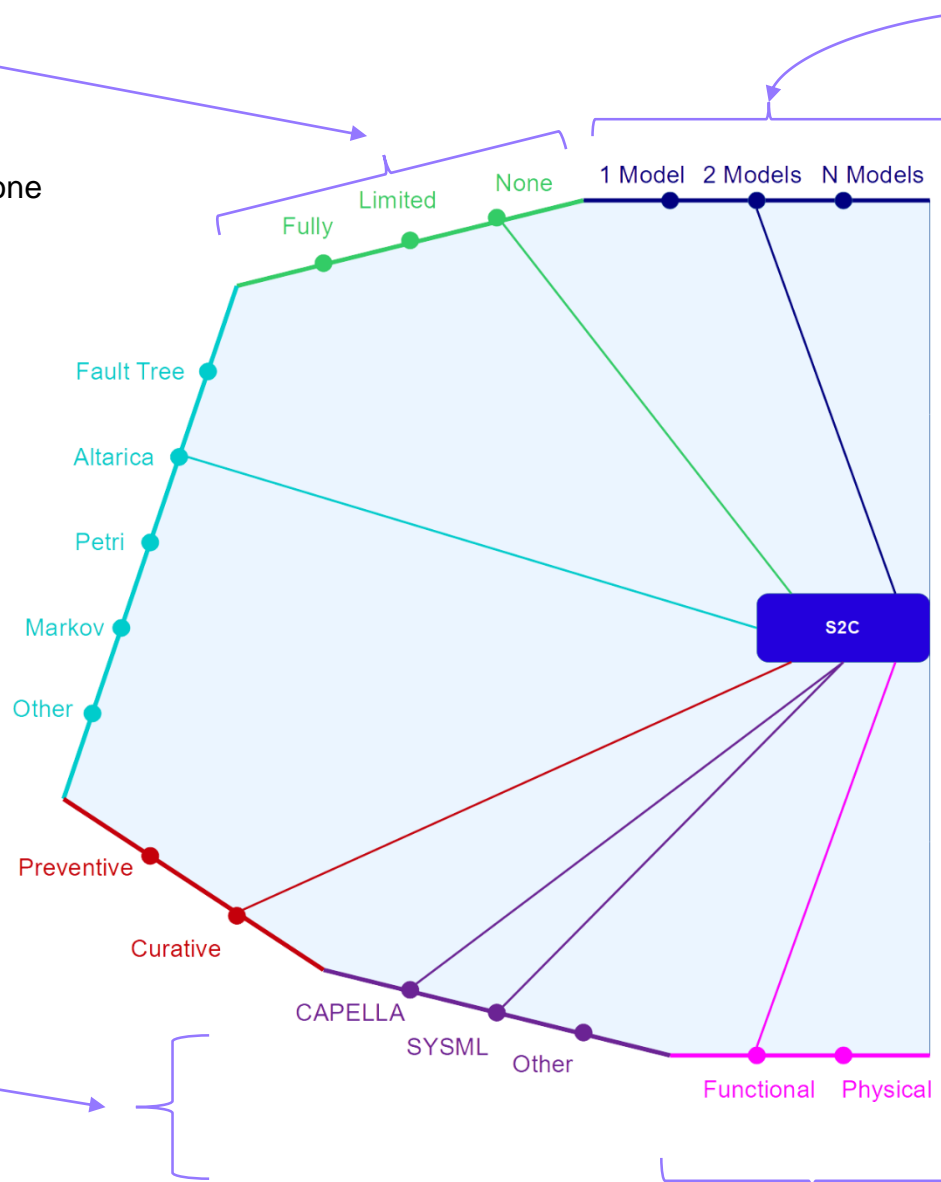 one
1 Model
2 Models
N Models
None
Limited
Fully
Fault Tree
Altarica
Petri
Markov
Other
S2C
Preventive
Curative
CAPELLA
SYSML
Other
Functional
Physical